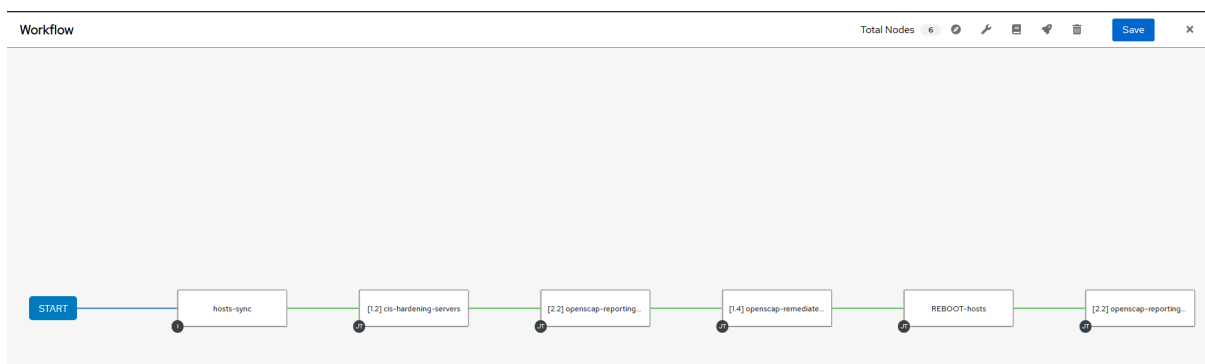 Workflow
Total Nodes 6
Save
START
hosts-sync
[1.2] cis-hardening-servers
[2.2] openscap-reporting...
[1.4] openscap-remediate...
REBOOT-hosts
[2.2] openscap-reporting...
I
JT
JT
JT
JT
JT